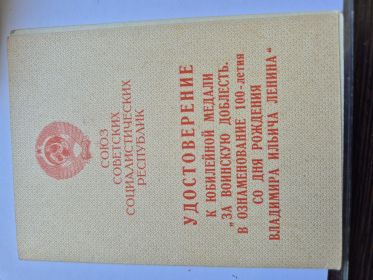 СОЮЗ
СОВЕТСКИХ
СОЦИАЛИСТИЧЕСКИХ
РЕСПУБЛИК
УДОСТОВЕРЕНИЕ
К ЮБИЛЕЙНОЙ МЕДАЛИ
„ЗА ВОИНСКУЮ ДОБЛЕСТЬ.
В ОЗНАМЕНОВАНИЕ 100-летия
СО ДНЯ РОЖДЕНИЯ
ВЛАДИМИРА ИЛЬИЧА ЛЕНИНА“